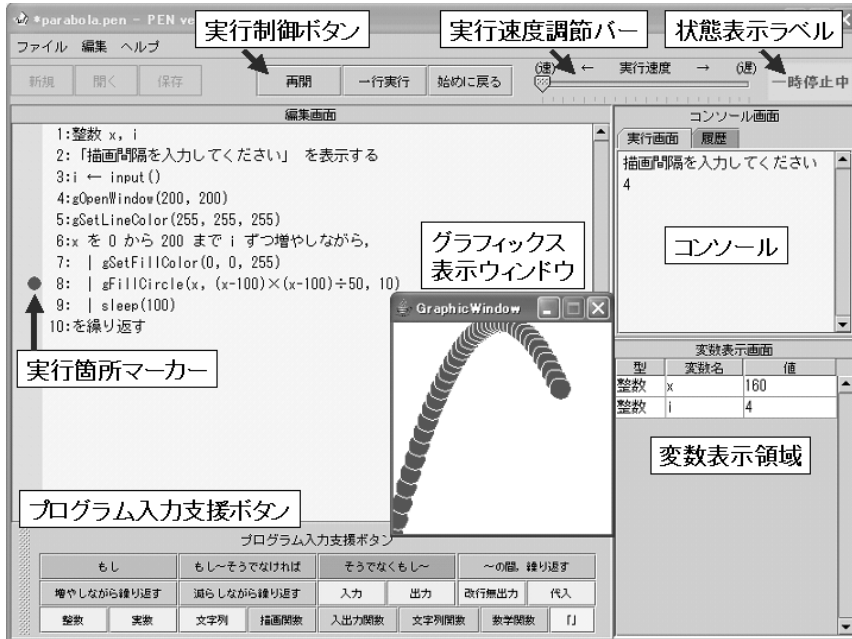 *parabola.pen - PEN ve
実行制御ボタン
実行速度調節バー
状態表示ラベル
ファイル 編集 ヘルプ
新規 開く 保存 再開 一行実行 始めに戻る
(速) ← 実行速度 → (遅)
一時停止中
編集画面
1:整数 x, i
2:「描画間隔を入力してください」 を表示する
3:i ← input()
4:gOpenWindow(200, 200)
5:gSetLineColor(255, 255, 255)
6:x を 0 から 200 まで i ずつ増やしながら,
7: | gSetFillColor(0, 0, 255)
8: | gFillCircle(x, (x-100)×(x-100)÷50, 10)
9: | sleep(100)
10:を繰り返す
実行箇所マーカー
グラフィックス
表示ウィンドウ
GraphicWindow
コンソール画面
実行画面 履歴
描画間隔を入力してください
4
コンソール
変数表示画面
型 変数名 値
整数 x 160
整数 i 4
変数表示領域
プログラム入力支援ボタン
プログラム入力支援ボタン
もし もし~そうでなければ そうでなくもし~ ~の間, 繰り返す
増やしながら繰り返す 減らしながら繰り返す 入力 出力 改行無出力 代入
整数 実数 文字列 描画関数 入出力関数 文字列関数 数学関数 「」